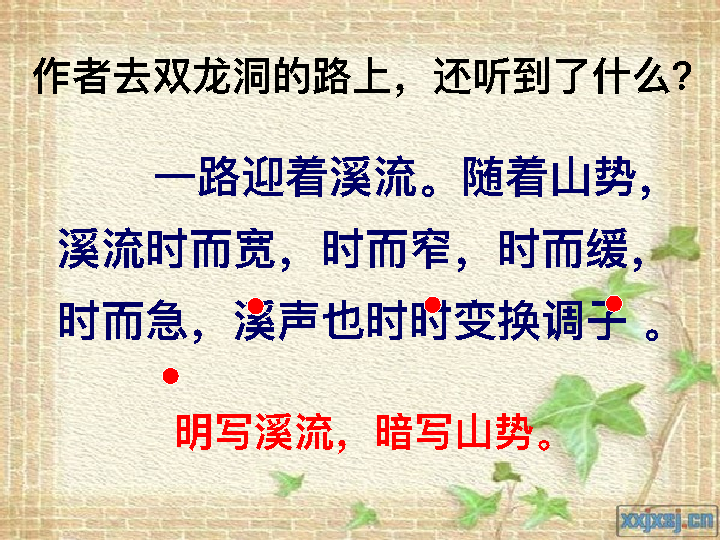 作者去双龙洞的路上，还听到了什么?
一路迎着溪流。随着山势，
溪流时而宽，时而窄，时而缓，
时而急，溪声也时时变换调子 。
明写溪流，暗写山势。
xxjxsj.cn